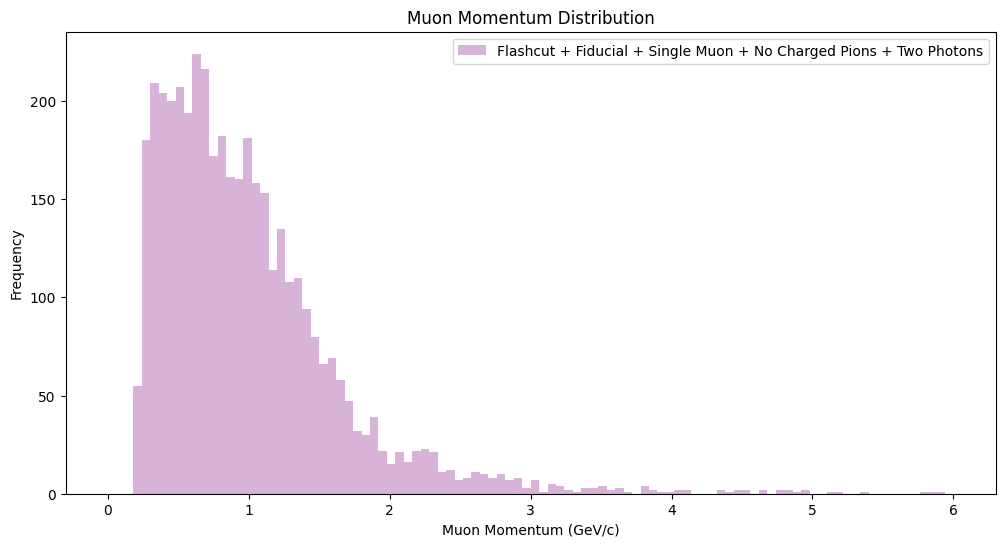 Muon Momentum Distribution
Flashcut + Fiducial + Single Muon + No Charged Pions + Two Photons
Frequency
200
150
100
50
0
0 1 2 3 4 5 6
Muon Momentum (GeV/c)